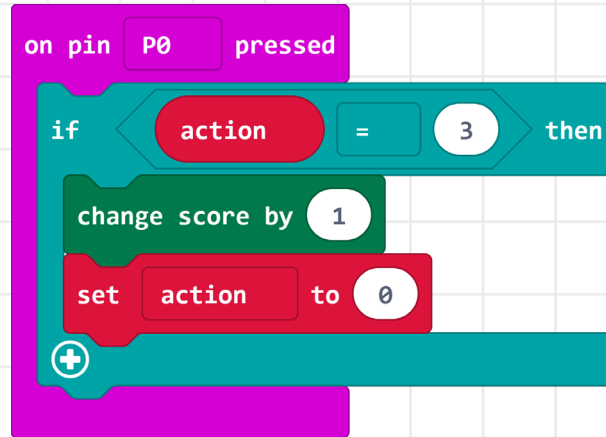 on pin P0 pressed
if action = 3 then
change score by 1
set action to 0